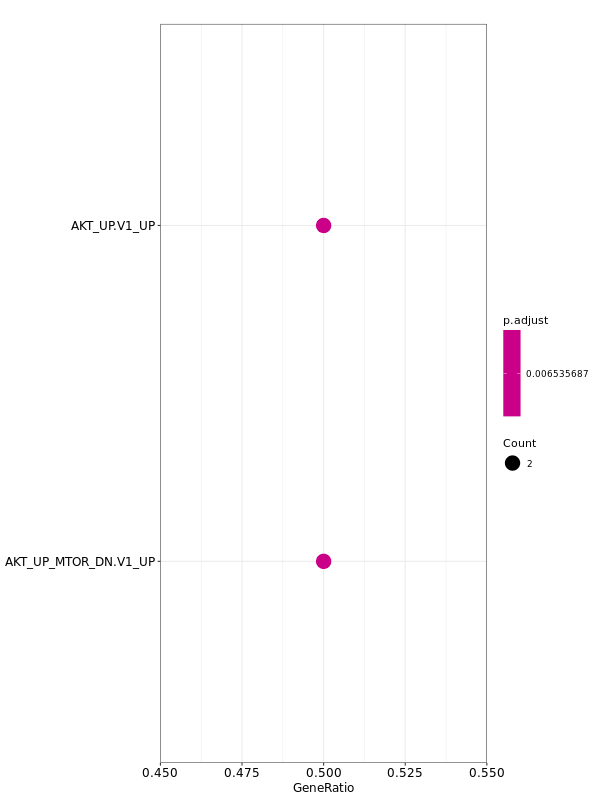 AKT_UP.V1_UP
AKT_UP_MTOR_DN.V1_UP
0.450 0.475 0.500 0.525 0.550
GeneRatio
p.adjust
0.006535687
Count
2